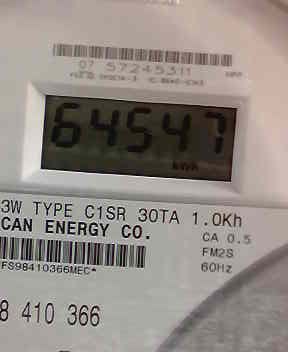 07 57245311
64547
kWh
3W TYPE C1SR 30TA 1.0Kh
CAN ENERGY CO.
CA 0.5
FM2S
60Hz
FS98410366MEC*
8 410 366